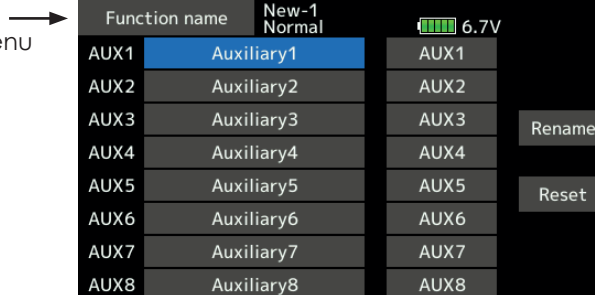 Function name New-1
Normal 6.7V
enu
AUX1 Auxiliary1 AUX1
AUX2 Auxiliary2 AUX2
AUX3 Auxiliary3 AUX3
Rename
AUX4 Auxiliary4 AUX4
AUX5 Auxiliary5 AUX5
Reset
AUX6 Auxiliary6 AUX6
AUX7 Auxiliary7 AUX7
AUX8 Auxiliary8 AUX8